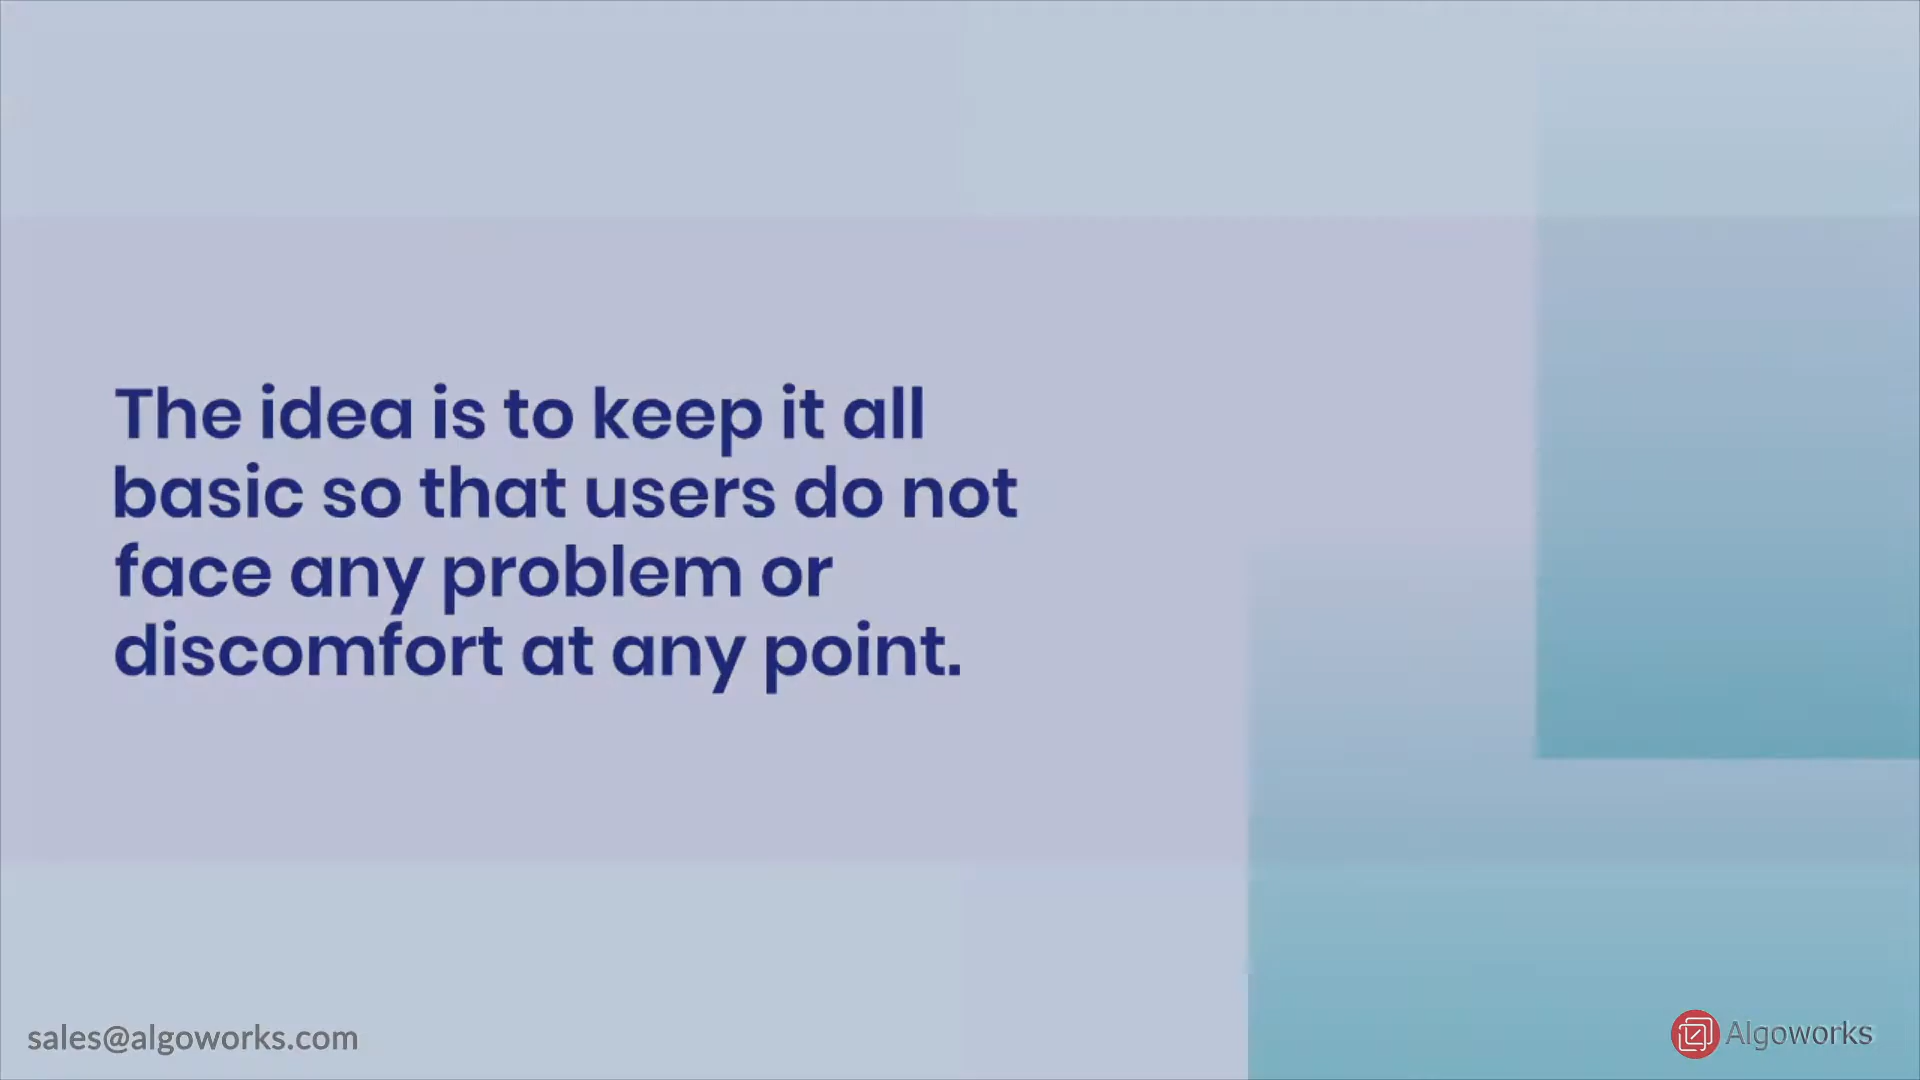 The idea is to keep it all
basic so that users do not
face any problem or
discomfort at any point.
sales@algoworks.com
Algoworks